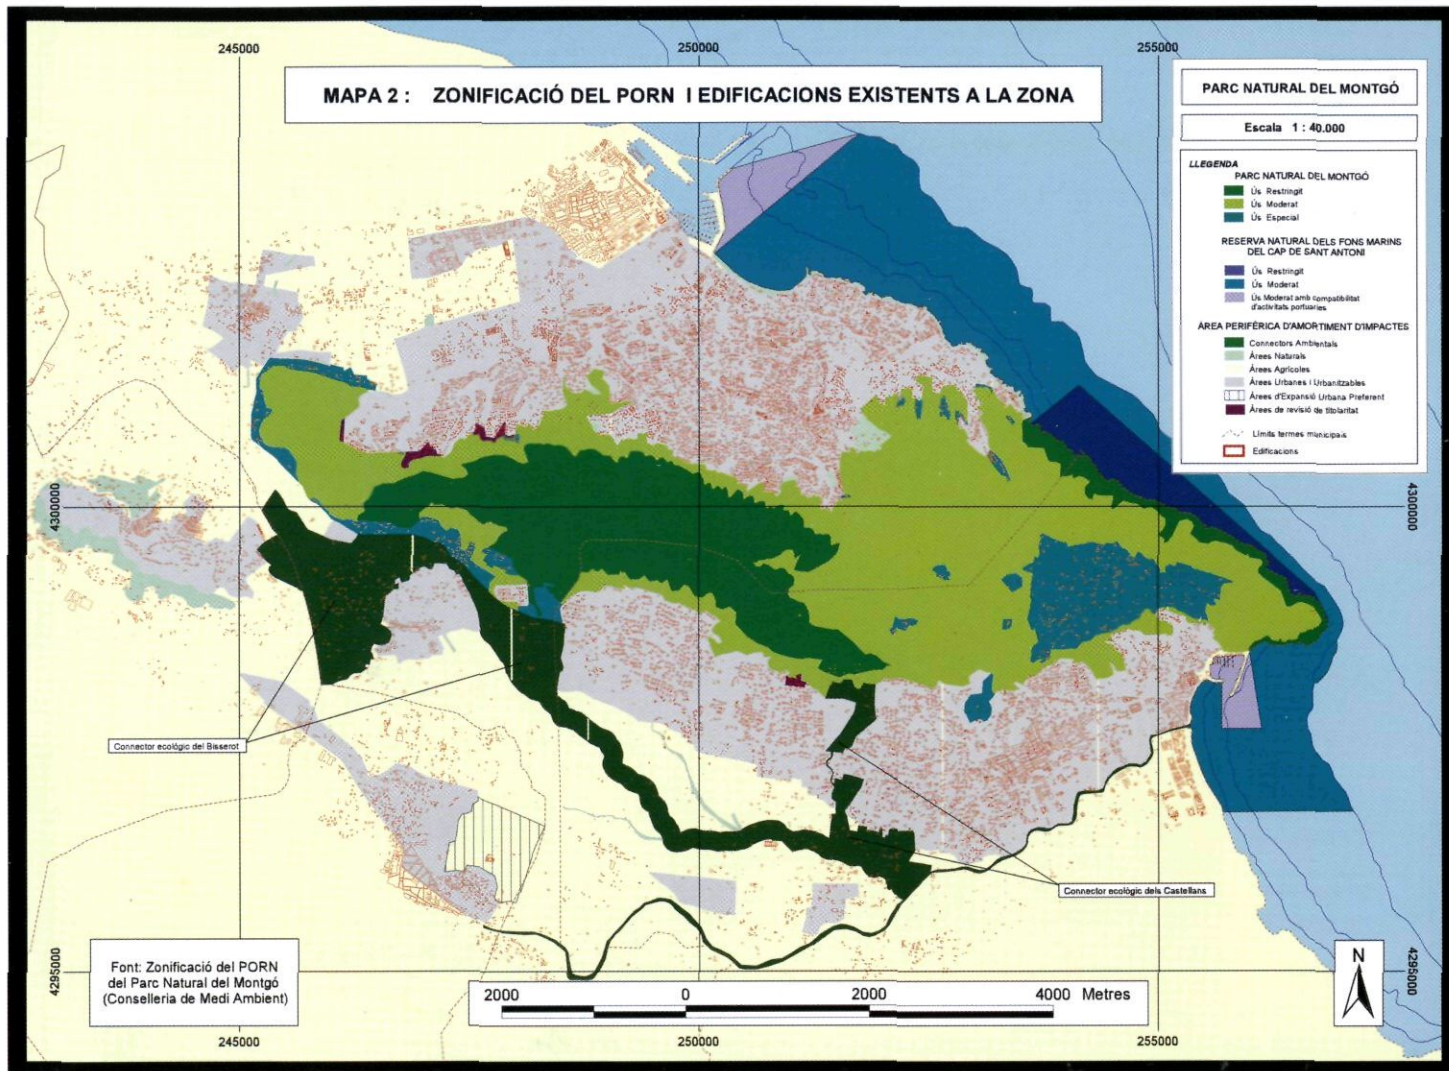 245000
250000
255000
MAPA 2 : ZONIFICACIÓ DEL PORN I EDIFICACIONS EXISTENTS A LA ZONA
PARC NATURAL DEL MONTGÓ
Escala 1 : 40.000
LLEGENDA
PARC NATURAL DEL MONTGÓ
Ús Restringit
Ús Moderat
Ús Especial
RESERVA NATURAL DELS FONS MARINS
DEL CAP DE SANT ANTONI
Ús Restringit
Ús Moderat
Ús Moderat amb compatibilitat
d'activitats portuaries
ÀREA PERIFÈRICA D'AMORTIMENT D'IMPACTES
Connectors Ambientals
Àrees Naturals
Àrees Agrícoles
Àrees Urbanes i Urbanitzables
Àrees d'Expansió Urbana Preferent
Àrees de revisió de titolaritat
Límits termes municipais
Edificacions
4300000
4300000
Connector ecològic del Bisserot
Connector ecològic dels Castellans
4295000
4295000
Font: Zonificació del PORN
del Parc Natural del Montgó
(Conselleria de Medi Ambient)
2000 0 2000 4000 Metres
N
245000
250000
255000